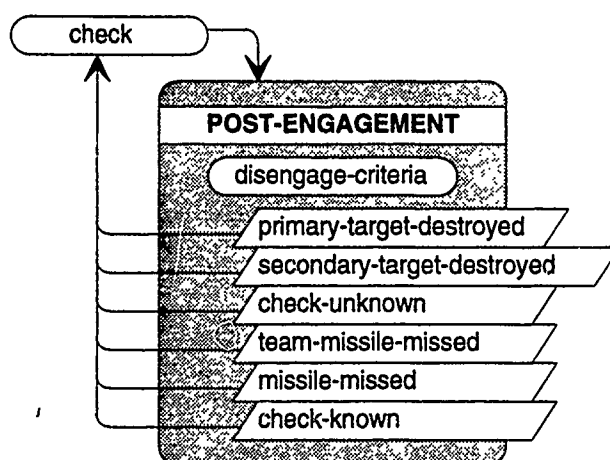 check
POST-ENGAGEMENT
disengage-criteria
primary-target-destroyed
secondary-target-destroyed
check-unknown
team-missile-missed
missile-missed
check-known